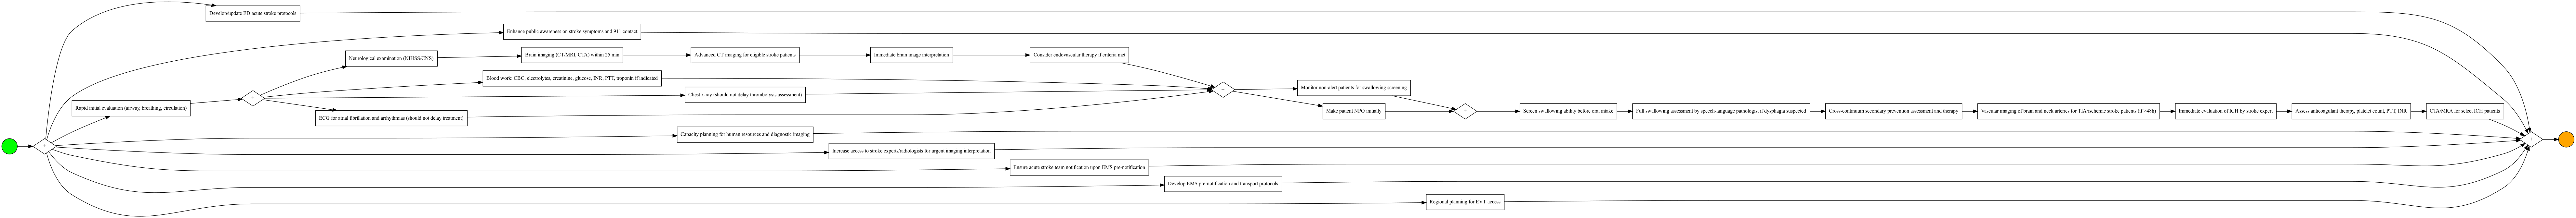 Develop/update ED acute stroke protocols
Enhance public awareness on stroke symptoms and 911 contact
Neurological examination (NIHSS/CNS)
Brain imaging (CT/MRI, CTA) within 25 min
Advanced CT imaging for eligible stroke patients
Immediate brain image interpretation
Consider endovascular therapy if criteria met
Blood work: CBC, electrolytes, creatinine, glucose, INR, PTT, troponin if indicated
Monitor non-alert patients for swallowing screening
Chest x-ray (should not delay thrombolysis assessment)
+
+
Rapid initial evaluation (airway, breathing, circulation)
ECG for atrial fibrillation and arrhythmias (should not delay treatment)
Make patient NPO initially
+
Screen swallowing ability before oral intake
Full swallowing assessment by speech-language pathologist if dysphagia suspected
Cross-continuum secondary prevention assessment and therapy
Vascular imaging of brain and neck arteries for TIA/ischemic stroke patients (if >48h)
Immediate evaluation of ICH by stroke expert
Assess anticoagulant therapy, platelet count, PTT, INR
CTA/MRA for select ICH patients
Capacity planning for human resources and diagnostic imaging
+
+
Increase access to stroke experts/radiologists for urgent imaging interpretation
Ensure acute stroke team notification upon EMS pre-notification
Develop EMS pre-notification and transport protocols
Regional planning for EVT access